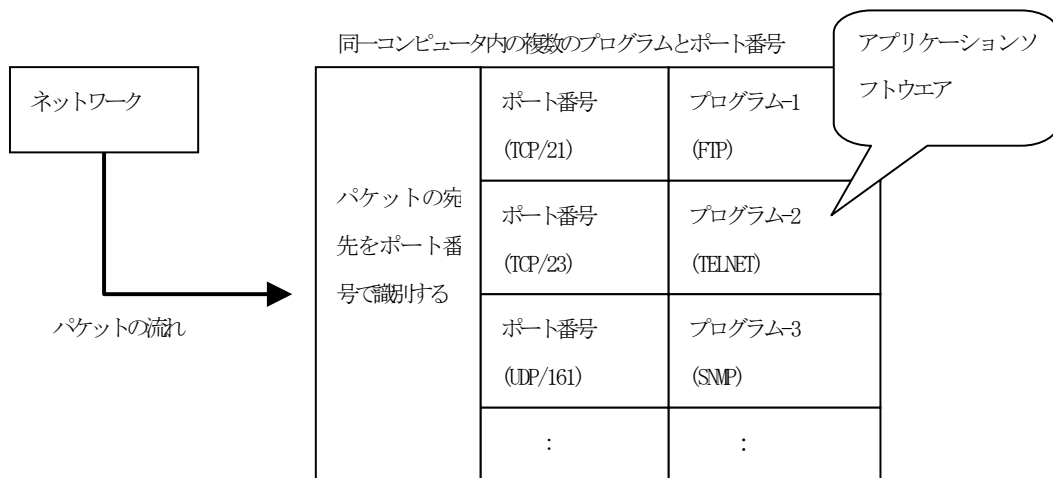 同一コンピュータ内の複数のプログラムとポート番号
アプリケーションソ
フトウエア
ネットワーク
パケットの宛
先をポート番
号で識別する
ポート番号
(TCP/21)
プログラム-1
(FTP)
ポート番号
(TCP/23)
プログラム-2
(TELNET)
ポート番号
(UDP/161)
プログラム-3
(SNMP)
:
:
パケットの流れ